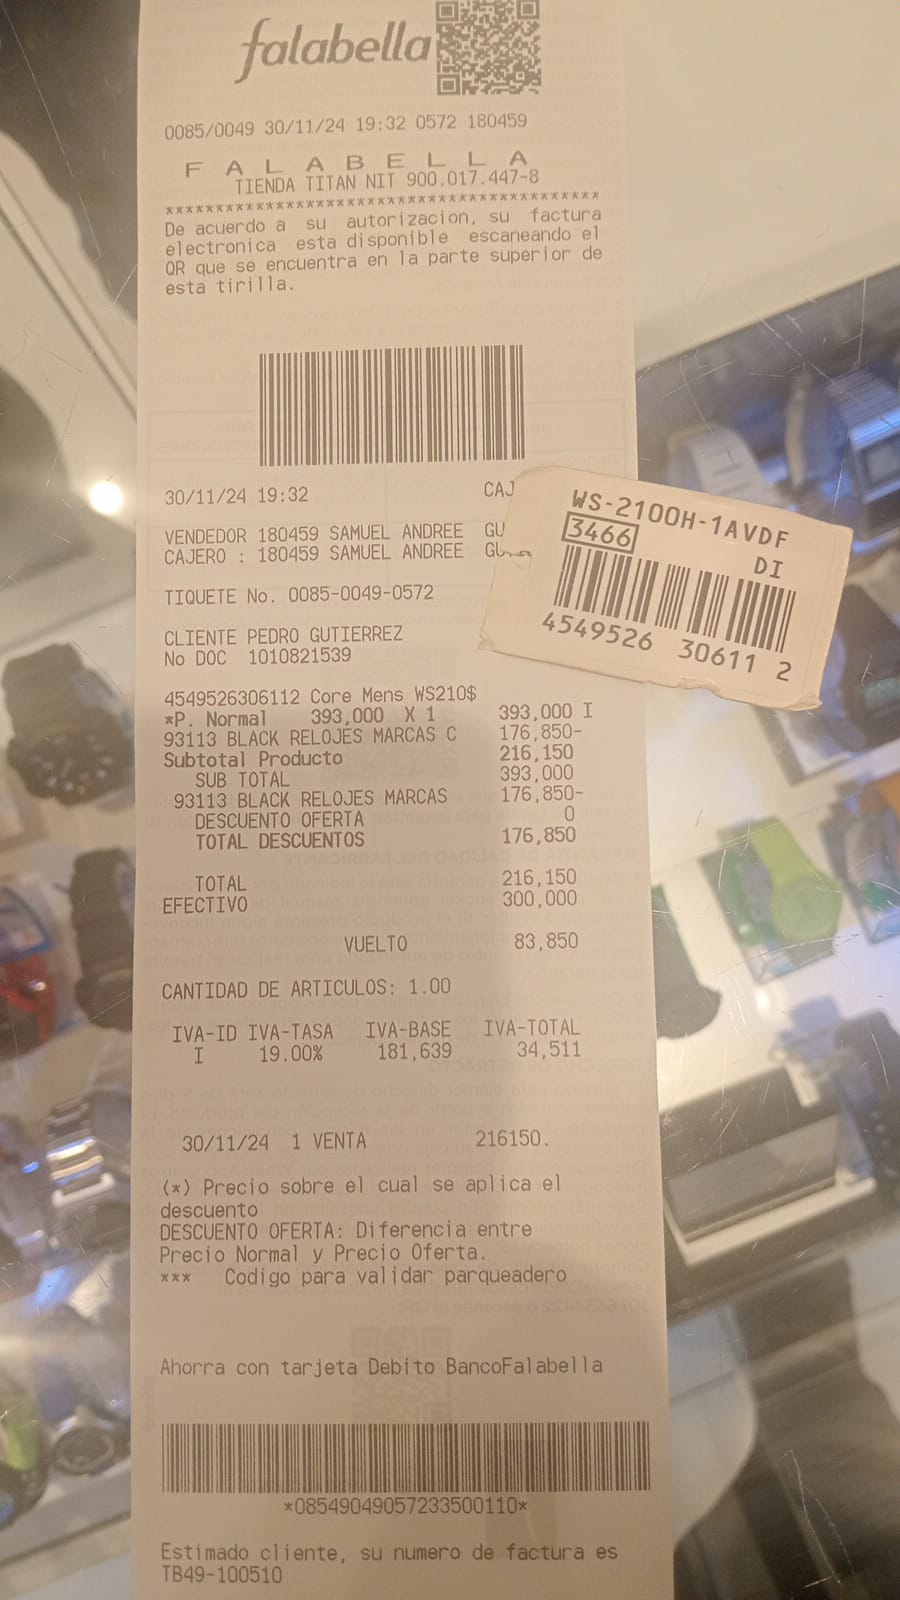 falabella
0085/0049 30/11/24 19:32 0572 180459
F A L A B E L L A
TIENDA TITAN NIT 900.017.447-8
******************************************
De acuerdo a su autorizacion, su factura
electronica esta disponible escaneando el
QR que se encuentra en la parte superior de
esta tirilla.
30/11/24 19:32 CAJ
VENDEDOR 180459 SAMUEL ANDREE GU
CAJERO : 180459 SAMUEL ANDREE GU
TIQUETE No. 0085-0049-0572
CLIENTE PEDRO GUTIERREZ
No DOC 1010821539
4549526306112 Core Mens WS210$
*P. Normal 393,000 X 1 393,000 I
93113 BLACK RELOJES MARCAS C 176,850-
Subtotal Producto 216,150
SUB TOTAL 393,000
93113 BLACK RELOJES MARCAS 176,850-
DESCUENTO OFERTA 0
TOTAL DESCUENTOS 176,850
TOTAL 216,150
EFECTIVO 300,000
VUELTO 83,850
CANTIDAD DE ARTICULOS: 1.00
IVA-ID IVA-TASA IVA-BASE IVA-TOTAL
I 19.00% 181,639 34,511
30/11/24 1 VENTA 216150.
(*) Precio sobre el cual se aplica el
descuento
DESCUENTO OFERTA: Diferencia entre
Precio Normal y Precio Oferta.
*** Codigo para validar parqueadero
Ahorra con tarjeta Debito BancoFalabella
*08549049057233500110*
Estimado cliente, su numero de factura es
TB49-100510
WS-2100H-1AVDF
3466
DI
4549526 30611 2